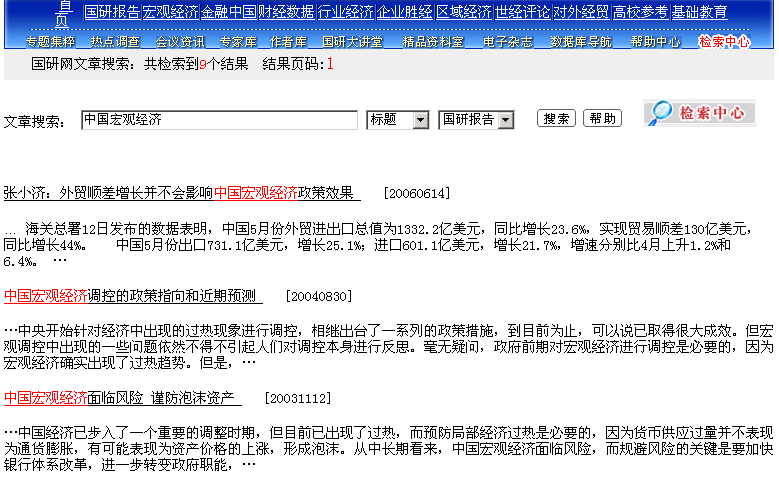 首页 国研报告 宏观经济 金融中国 财经数据 行业经济 企业胜经 区域经济 世经评论 对外经贸 高校参考 基础教育
专题集粹 热点调查 会议资讯 专家库 作者库 国研大讲堂 精品资料室 电子杂志 数据库导航 帮助中心 检索中心
国研网文章搜索：共检索到9个结果 结果页码:1
文章搜索： 中国宏观经济 标题 国研报告 搜索 帮助 检索中心
张小济：外贸顺差增长并不会影响中国宏观经济政策效果 [20060614]
… 海关总署12日发布的数据表明，中国5月份外贸进出口总值为1332.2亿美元，同比增长23.6%，实现贸易顺差130亿美元，
同比增长44%。 中国5月份出口731.1亿美元，增长25.1%；进口601.1亿美元，增长21.7%，增速分别比4月上升1.2%和
6.4%。 …
中国宏观经济调控的政策指向和近期预测 [20040830]
…中央开始针对经济中出现的过热现象进行调控，相继出台了一系列的政策措施，到目前为止，可以说已取得很大成效。但宏
观调控中出现的一些问题依然不得不引起人们对调控本身进行反思。毫无疑问，政府前期对宏观经济进行调控是必要的，因为
宏观经济确实出现了过热趋势。但是，…
中国宏观经济面临风险 谨防泡沫资产 [20031112]
…中国经济已步入了一个重要的调整时期，但目前已出现了过热，而预防局部经济过热是必要的，因为货币供应过量并不表现
为通货膨胀，有可能表现为资产价格的上涨，形成泡沫。从中长期看来，中国宏观经济面临风险，而规避风险的关键是要加快
银行体系改革，进一步转变政府职能，…